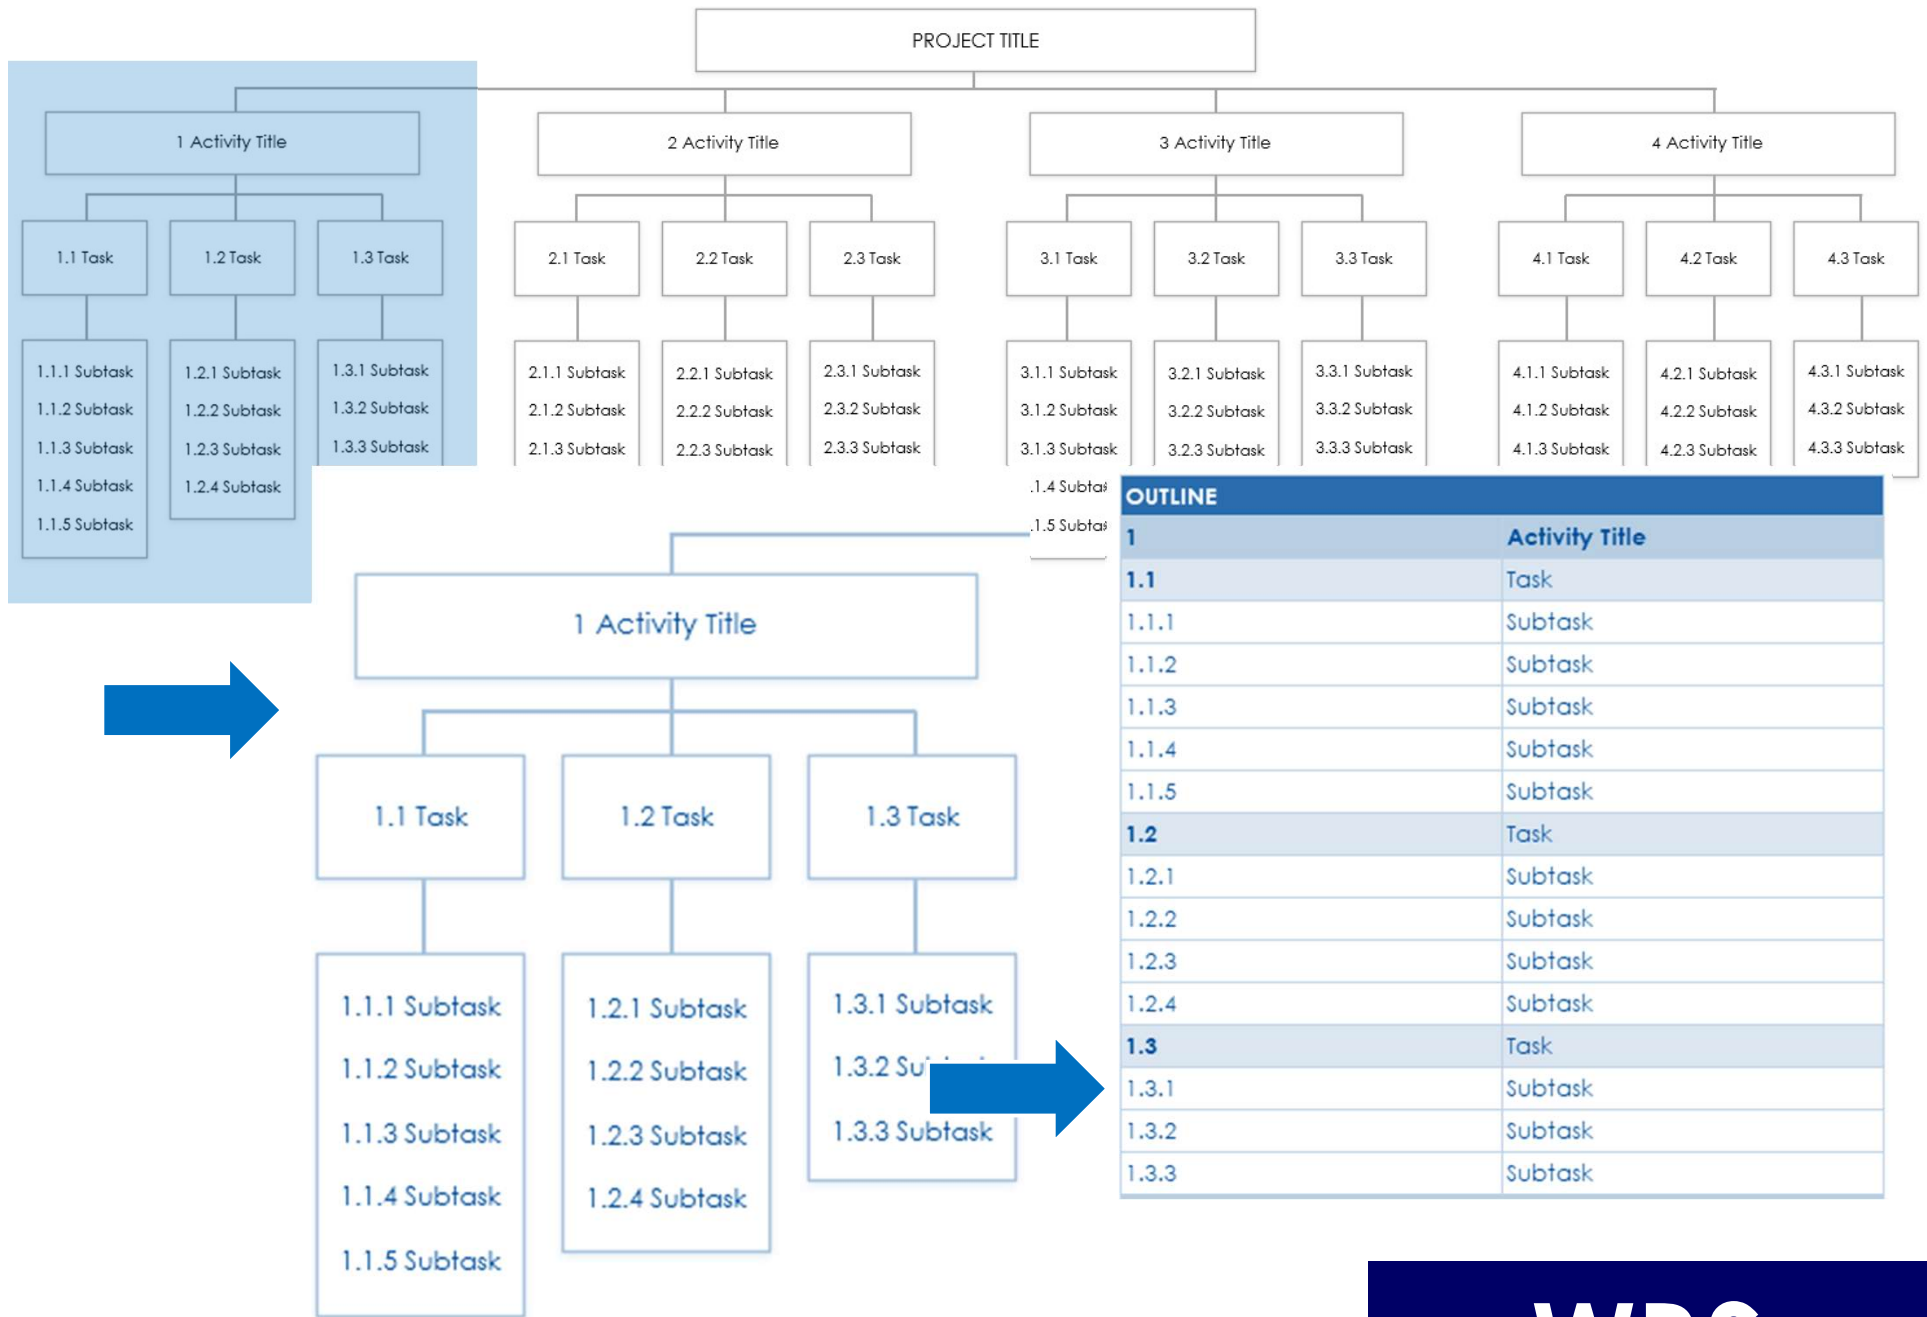 PROJECT TITLE
1 Activity Title
2 Activity Title
3 Activity Title
4 Activity Title
1.1 Task
1.2 Task
1.3 Task
2.1 Task
2.2 Task
2.3 Task
3.1 Task
3.2 Task
3.3 Task
4.1 Task
4.2 Task
4.3 Task
1.1.1 Subtask
1.1.2 Subtask
1.1.3 Subtask
1.1.4 Subtask
1.1.5 Subtask
1.2.1 Subtask
1.2.2 Subtask
1.2.3 Subtask
1.2.4 Subtask
1.3.1 Subtask
1.3.2 Subtask
1.3.3 Subtask
2.1.1 Subtask
2.1.2 Subtask
2.1.3 Subtask
2.2.1 Subtask
2.2.2 Subtask
2.2.3 Subtask
2.3.1 Subtask
2.3.2 Subtask
2.3.3 Subtask
3.1.1 Subtask
3.1.2 Subtask
3.1.3 Subtask
.1.4 Subta
.1.5 Subta
3.2.1 Subtask
3.2.2 Subtask
3.2.3 Subtask
3.3.1 Subtask
3.3.2 Subtask
3.3.3 Subtask
4.1.1 Subtask
4.1.2 Subtask
4.1.3 Subtask
4.2.1 Subtask
4.2.2 Subtask
4.2.3 Subtask
4.3.1 Subtask
4.3.2 Subtask
4.3.3 Subtask
1 Activity Title
1.1 Task
1.2 Task
1.3 Task
1.1.1 Subtask
1.1.2 Subtask
1.1.3 Subtask
1.1.4 Subtask
1.1.5 Subtask
1.2.1 Subtask
1.2.2 Subtask
1.2.3 Subtask
1.2.4 Subtask
1.3.1 Subtask
1.3.2 Su
1.3.3 Subtask
OUTLINE
1 Activity Title
1.1 Task
1.1.1 Subtask
1.1.2 Subtask
1.1.3 Subtask
1.1.4 Subtask
1.1.5 Subtask
1.2 Task
1.2.1 Subtask
1.2.2 Subtask
1.2.3 Subtask
1.2.4 Subtask
1.3 Task
1.3.1 Subtask
1.3.2 Subtask
1.3.3 Subtask